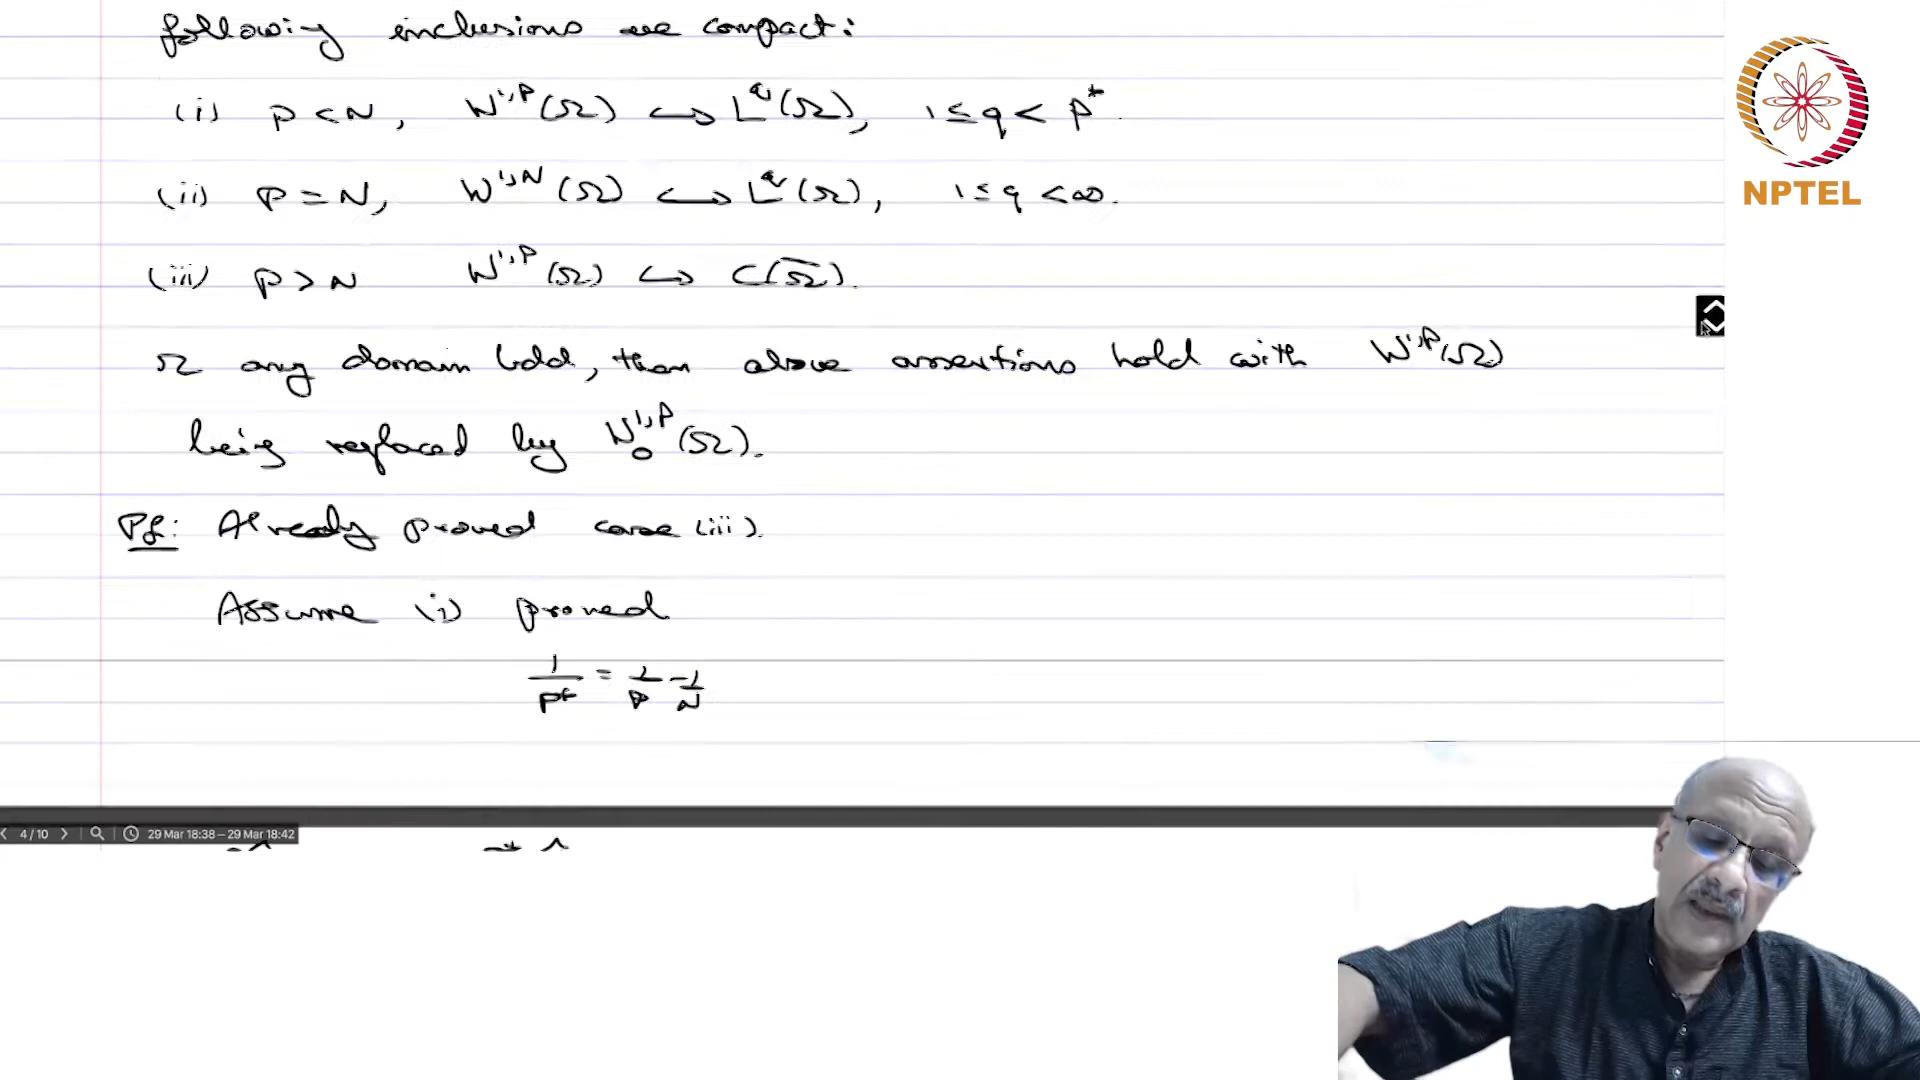 following inclusions are compact:
(i) p < N, W^{1,p}(Ω) ↪ L^q(Ω), 1 ≤ q < p^*.
(ii) p = N, W^{1,N}(Ω) ↪ L^q(Ω), 1 ≤ q < ∞.
(iii) p > N W^{1,p}(Ω) ↪ C(\overline{Ω}).
Ω any domain bdd, then above assertions hold with W^{1,p}(Ω)
being replaced by W_0^{1,p}(Ω).
Pf: Already proved case (iii).
Assume (i) proved
1/p^* = 1/p - 1/N
4 / 10 29 Mar 18:38 – 29 Mar 18:42
NPTEL